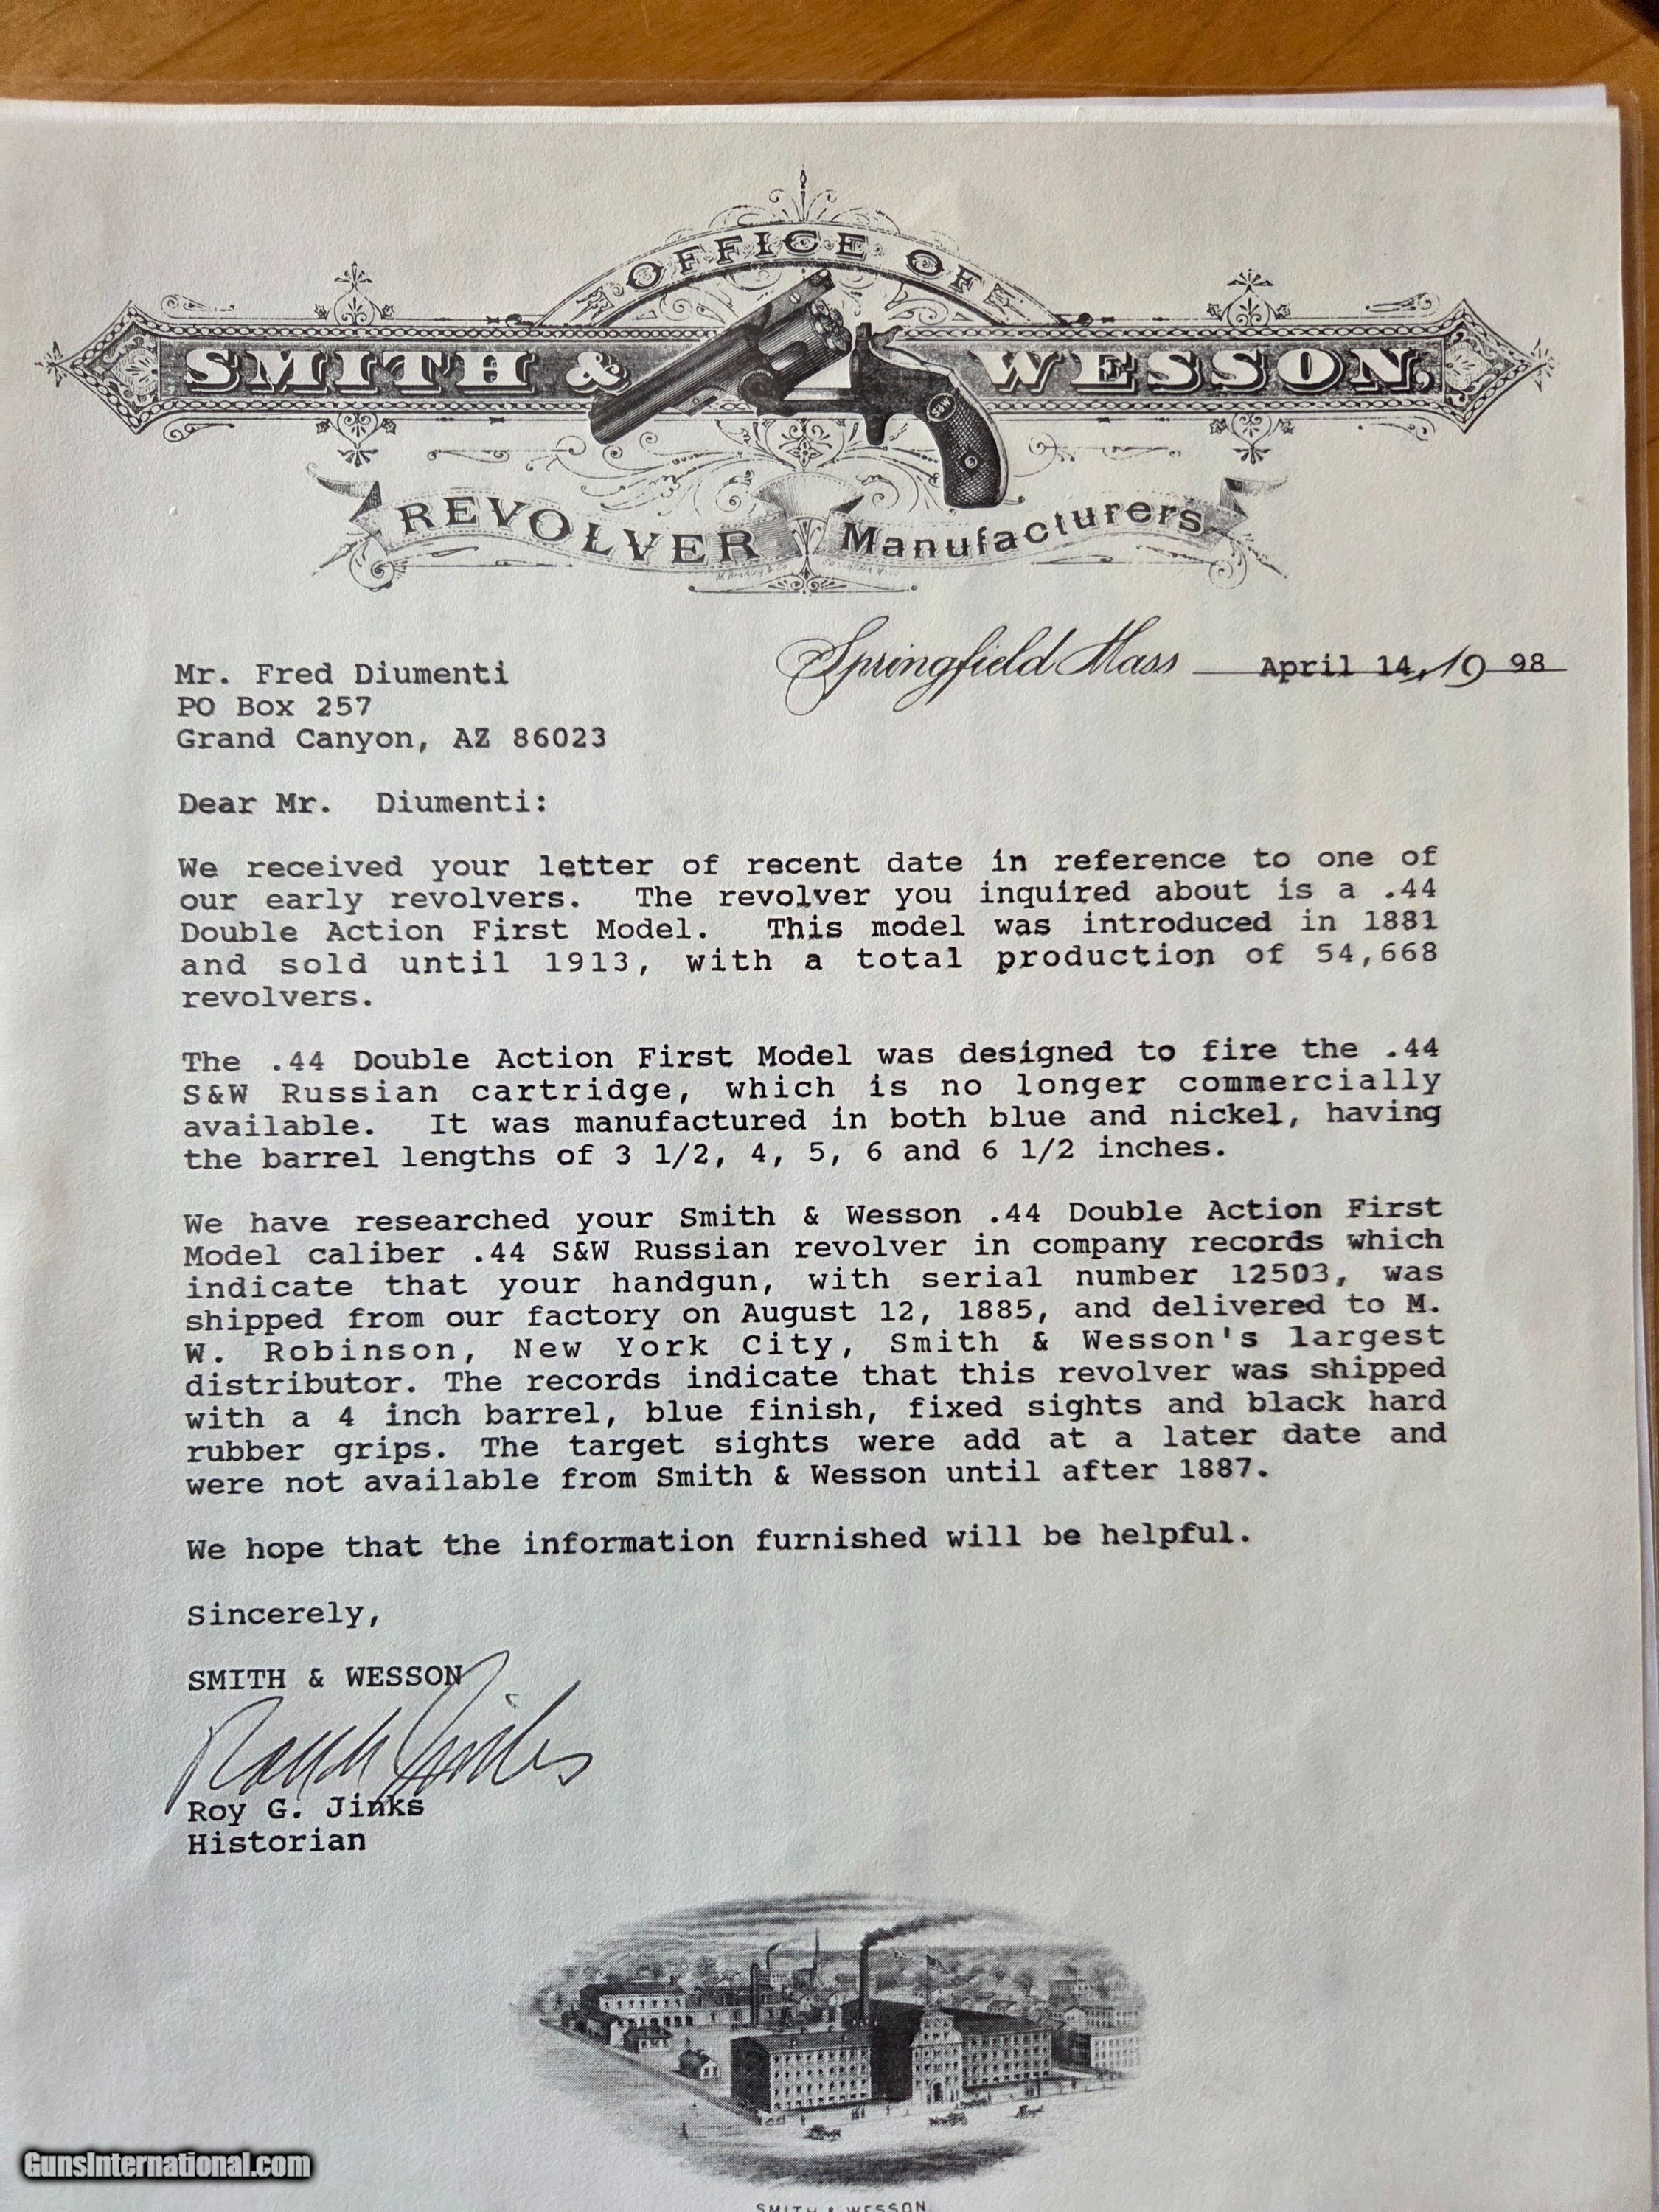 OFFICE OF
SMITH & WESSON,
S&W
REVOLVER Manufacturers
Springfield Mass April 14, 19 98
Mr. Fred Diumenti
PO Box 257
Grand Canyon, AZ 86023
Dear Mr. Diumenti:
We received your letter of recent date in reference to one of
our early revolvers. The revolver you inquired about is a .44
Double Action First Model. This model was introduced in 1881
and sold until 1913, with a total production of 54,668
revolvers.
The .44 Double Action First Model was designed to fire the .44
S&W Russian cartridge, which is no longer commercially
available. It was manufactured in both blue and nickel, having
the barrel lengths of 3 1/2, 4, 5, 6 and 6 1/2 inches.
We have researched your Smith & Wesson .44 Double Action First
Model caliber .44 S&W Russian revolver in company records which
indicate that your handgun, with serial number 12503, was
shipped from our factory on August 12, 1885, and delivered to M.
W. Robinson, New York City, Smith & Wesson's largest
distributor. The records indicate that this revolver was shipped
with a 4 inch barrel, blue finish, fixed sights and black hard
rubber grips. The target sights were add at a later date and
were not available from Smith & Wesson until after 1887.
We hope that the information furnished will be helpful.
Sincerely,
SMITH & WESSON
Roy G. Jinks
Historian
GunsInternational.com
SMITH & WESSON